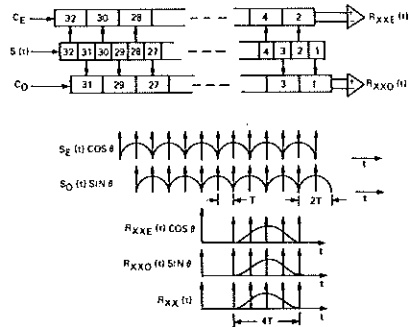 C_E 32 30 28 4 2 R_XXE (t)
S (t) 32 31 30 29 28 27 4 3 2 1
C_O 31 29 27 3 1 R_XXO (t)
S_E (t) COS θ
t
S_O (t) SIN θ
t
T 2T
R_XXE (t) COS θ
t
R_XXO (t) SIN θ
t
R_XX (t)
t
4T